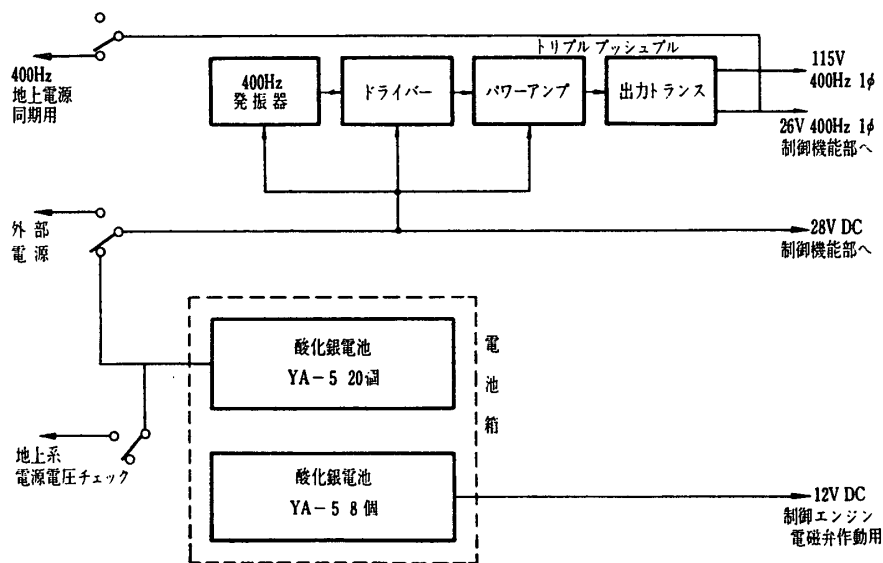 トリプル プッシュプル
400Hz
地上電源
同期用
400Hz
発振器
ドライバー
パワーアンプ
出力トランス
115V
400Hz 1φ
26V 400Hz 1φ
制御機能部へ
外部
電源
28V DC
制御機能部へ
酸化銀電池
YA-5 20個
電池箱
地上系
電源電圧チェック
酸化銀電池
YA-5 8個
12V DC
制御エンジン
電磁弁作動用